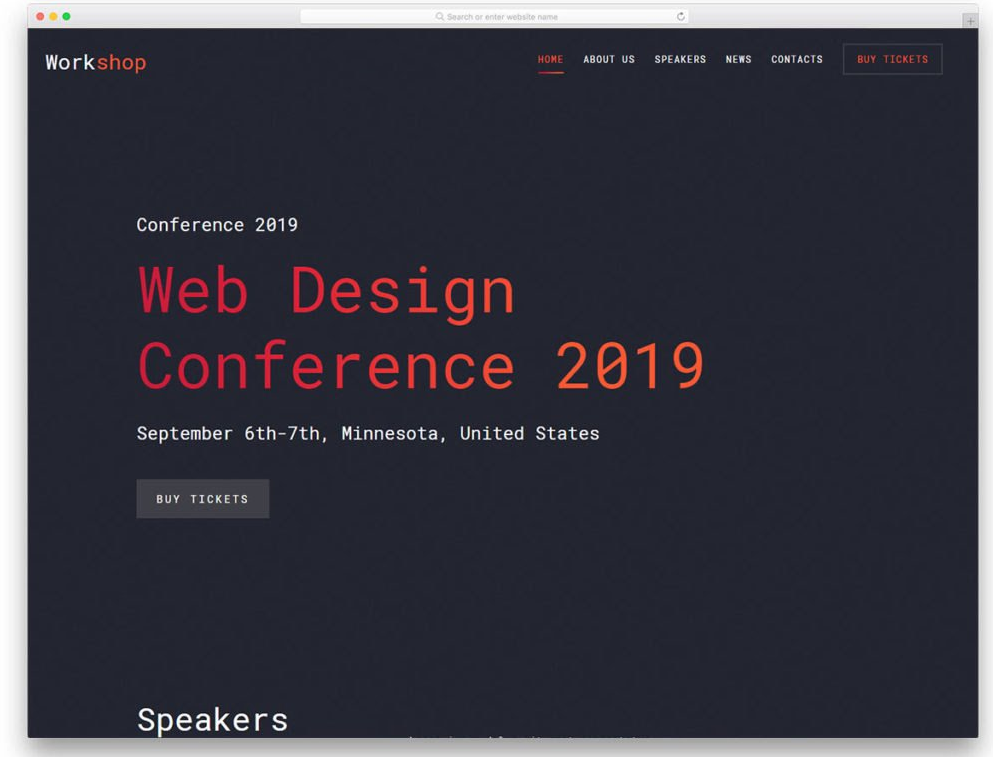 Search or enter website name
Workshop
HOME ABOUT US SPEAKERS NEWS CONTACTS BUY TICKETS
Conference 2019
Web Design
Conference 2019
September 6th-7th, Minnesota, United States
BUY TICKETS
Speakers